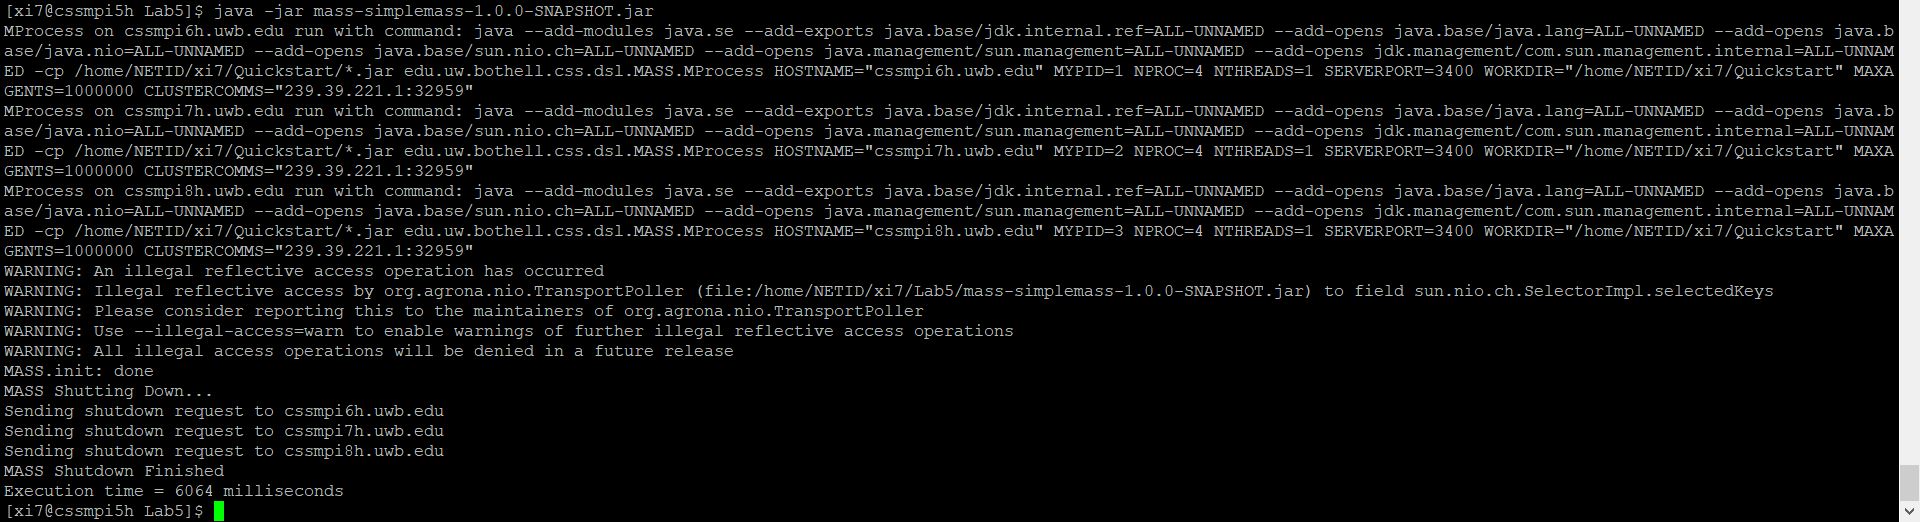 [xi7@cssmpi5h Lab5]$ java -jar mass-simplemass-1.0.0-SNAPSHOT.jar
MProcess on cssmpi6h.uwb.edu run with command: java --add-modules java.se --add-exports java.base/jdk.internal.ref=ALL-UNNAMED --add-opens java.base/java.lang=ALL-UNNAMED --add-opens java.b
ase/java.nio=ALL-UNNAMED --add-opens java.base/sun.nio.ch=ALL-UNNAMED --add-opens java.management/sun.management=ALL-UNNAMED --add-opens jdk.management/com.sun.management.internal=ALL-UNNAM
ED -cp /home/NETID/xi7/Quickstart/*.jar edu.uw.bothell.css.dsl.MASS.MProcess HOSTNAME="cssmpi6h.uwb.edu" MYPID=1 NPROC=4 NTHREADS=1 SERVERPORT=3400 WORKDIR="/home/NETID/xi7/Quickstart" MAXA
GENTS=1000000 CLUSTERCOMMS="239.39.221.1:32959"
MProcess on cssmpi7h.uwb.edu run with command: java --add-modules java.se --add-exports java.base/jdk.internal.ref=ALL-UNNAMED --add-opens java.base/java.lang=ALL-UNNAMED --add-opens java.b
ase/java.nio=ALL-UNNAMED --add-opens java.base/sun.nio.ch=ALL-UNNAMED --add-opens java.management/sun.management=ALL-UNNAMED --add-opens jdk.management/com.sun.management.internal=ALL-UNNAM
ED -cp /home/NETID/xi7/Quickstart/*.jar edu.uw.bothell.css.dsl.MASS.MProcess HOSTNAME="cssmpi7h.uwb.edu" MYPID=2 NPROC=4 NTHREADS=1 SERVERPORT=3400 WORKDIR="/home/NETID/xi7/Quickstart" MAXA
GENTS=1000000 CLUSTERCOMMS="239.39.221.1:32959"
MProcess on cssmpi8h.uwb.edu run with command: java --add-modules java.se --add-exports java.base/jdk.internal.ref=ALL-UNNAMED --add-opens java.base/java.lang=ALL-UNNAMED --add-opens java.b
ase/java.nio=ALL-UNNAMED --add-opens java.base/sun.nio.ch=ALL-UNNAMED --add-opens java.management/sun.management=ALL-UNNAMED --add-opens jdk.management/com.sun.management.internal=ALL-UNNAM
ED -cp /home/NETID/xi7/Quickstart/*.jar edu.uw.bothell.css.dsl.MASS.MProcess HOSTNAME="cssmpi8h.uwb.edu" MYPID=3 NPROC=4 NTHREADS=1 SERVERPORT=3400 WORKDIR="/home/NETID/xi7/Quickstart" MAXA
GENTS=1000000 CLUSTERCOMMS="239.39.221.1:32959"
WARNING: An illegal reflective access operation has occurred
WARNING: Illegal reflective access by org.agrona.nio.TransportPoller (file:/home/NETID/xi7/Lab5/mass-simplemass-1.0.0-SNAPSHOT.jar) to field sun.nio.ch.SelectorImpl.selectedKeys
WARNING: Please consider reporting this to the maintainers of org.agrona.nio.TransportPoller
WARNING: Use --illegal-access=warn to enable warnings of further illegal reflective access operations
WARNING: All illegal access operations will be denied in a future release
MASS.init: done
MASS Shutting Down...
Sending shutdown request to cssmpi6h.uwb.edu
Sending shutdown request to cssmpi7h.uwb.edu
Sending shutdown request to cssmpi8h.uwb.edu
MASS Shutdown Finished
Execution time = 6064 milliseconds
[xi7@cssmpi5h Lab5]$